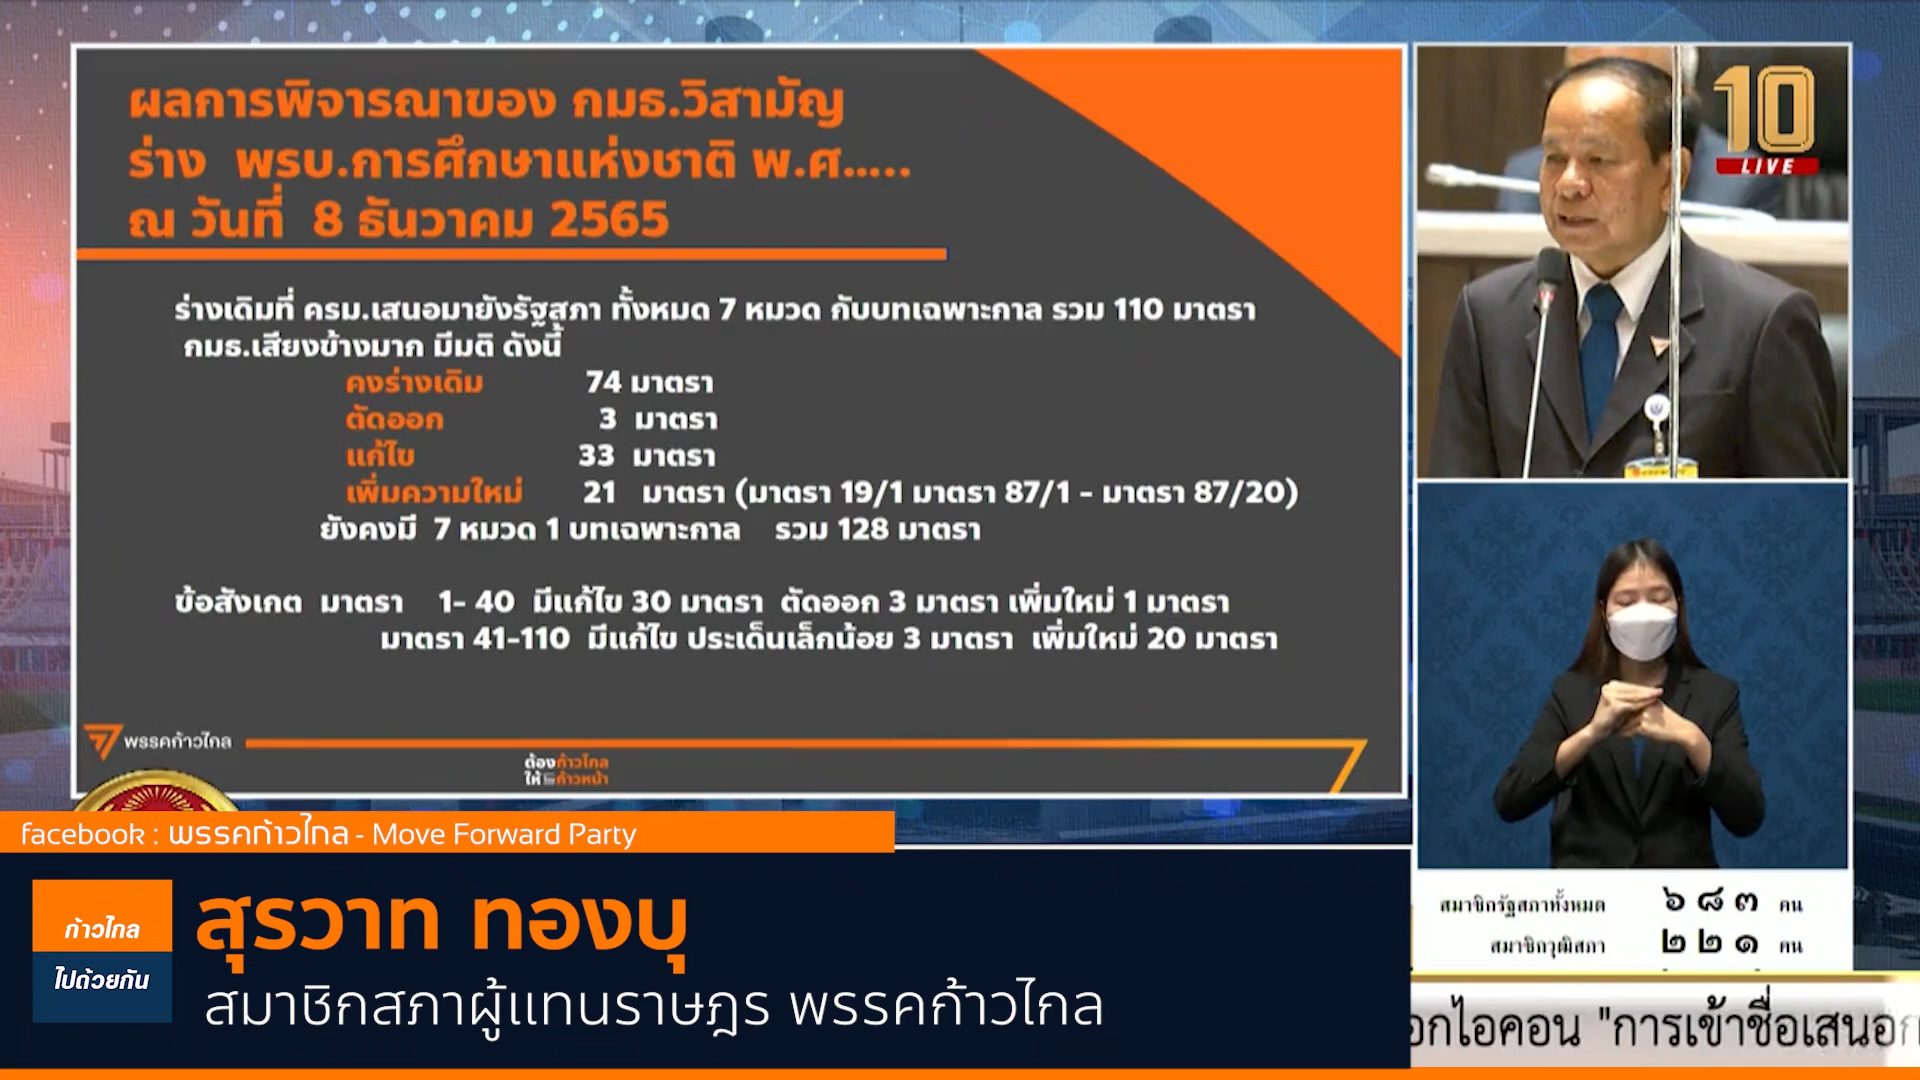 ผลการพิจารณาของ กมธ.วิสามัญ
ร่าง พรบ.การศึกษาแห่งชาติ พ.ศ.....
ณ วันที่ 8 ธันวาคม 2565
ร่างเดิมที่ ครม.เสนอมายังรัฐสภา ทั้งหมด 7 หมวด กับบทเฉพาะกาล รวม 110 มาตรา
กมธ.เสียงข้างมาก มีมติ ดังนี้
คงร่างเดิม 74 มาตรา
ตัดออก 3 มาตรา
แก้ไข 33 มาตรา
เพิ่มความใหม่ 21 มาตรา (มาตรา 19/1 มาตรา 87/1 - มาตรา 87/20)
ยังคงมี 7 หมวด 1 บทเฉพาะกาล รวม 128 มาตรา
ข้อสังเกต มาตรา 1- 40 มีแก้ไข 30 มาตรา ตัดออก 3 มาตรา เพิ่มใหม่ 1 มาตรา
มาตรา 41-110 มีแก้ไข ประเด็นเล็กน้อย 3 มาตรา เพิ่มใหม่ 20 มาตรา
พรรคก้าวไกล
ต้องก้าวไกล
ก้าวหน้า
10
LIVE
facebook : พรรคก้าวไกล - Move Forward Party
ก้าวไกล
ไปด้วยกัน
สุรวาท ทองบุ
สมาชิกสภาผู้แทนราษฎร พรรคก้าวไกล
สมาชิกรัฐสภาทั้งหมด ๖๘๓ คน
สมาชิกวุฒิสภา ๒๒๑ คน
อกไอคอน "การเข้าชื่อเสนอ